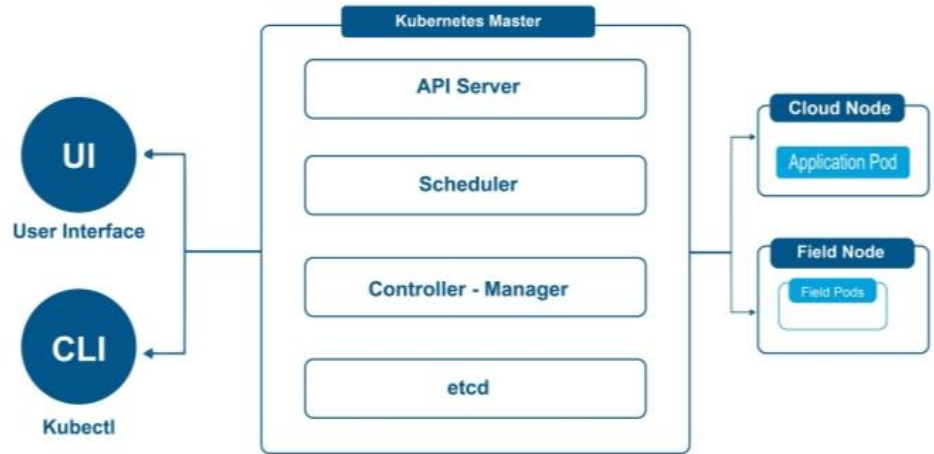 Kubernetes Master
API Server
Scheduler
Controller - Manager
etcd
UI
User Interface
CLI
Kubectl
Cloud Node
Application Pod
Field Node
Field Pods